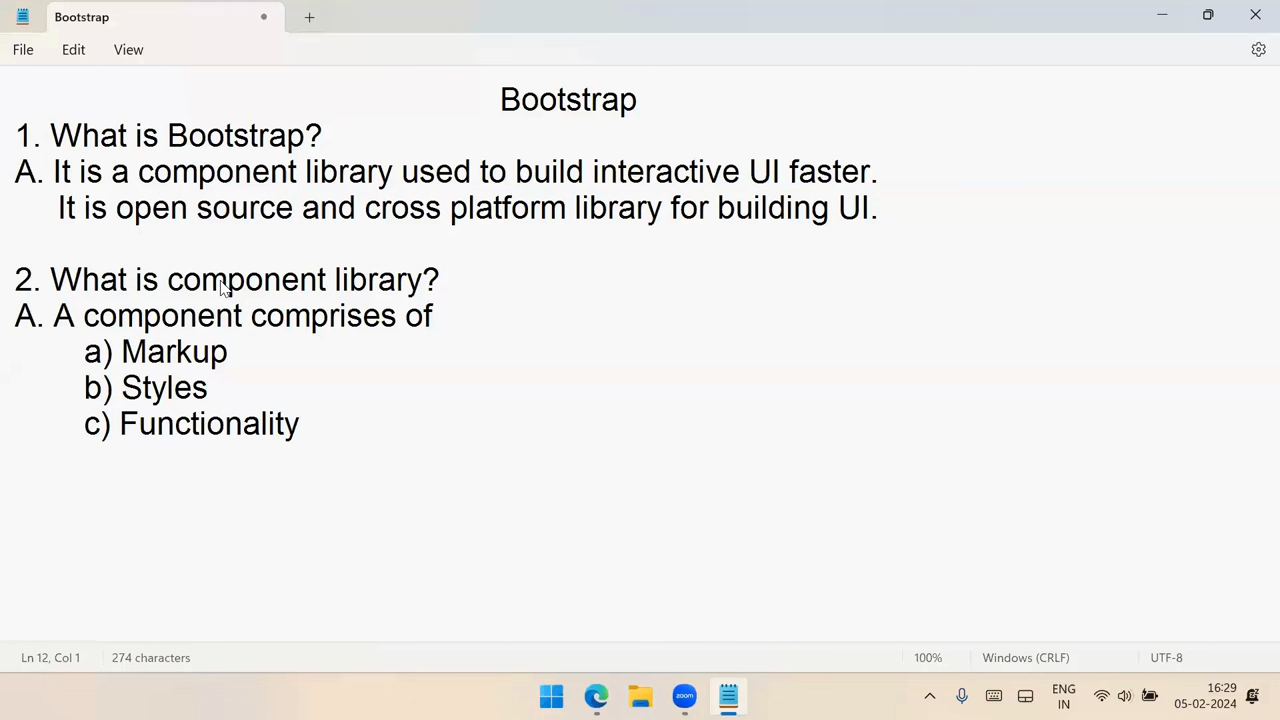 Bootstrap
File Edit View
Bootstrap
1. What is Bootstrap?
A. It is a component library used to build interactive UI faster.
It is open source and cross platform library for building UI.
2. What is component library?
A. A component comprises of
a) Markup
b) Styles
c) Functionality
Ln 12, Col 1 274 characters 100% Windows (CRLF) UTF-8
zoom
ENG
IN
16:29
05-02-2024